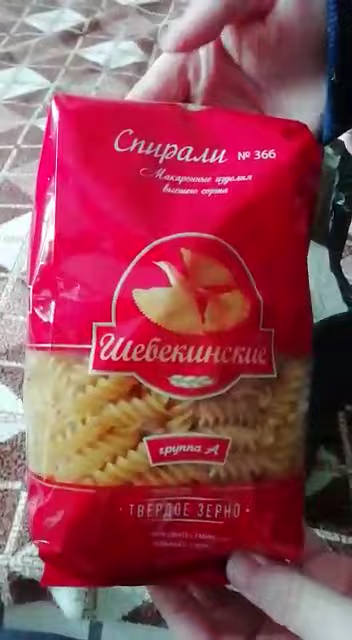 Спирали № 366
Макаронные изделия
высшего сорта
Шебекинские
группа А
ТВЕРДОЕ ЗЕРНО